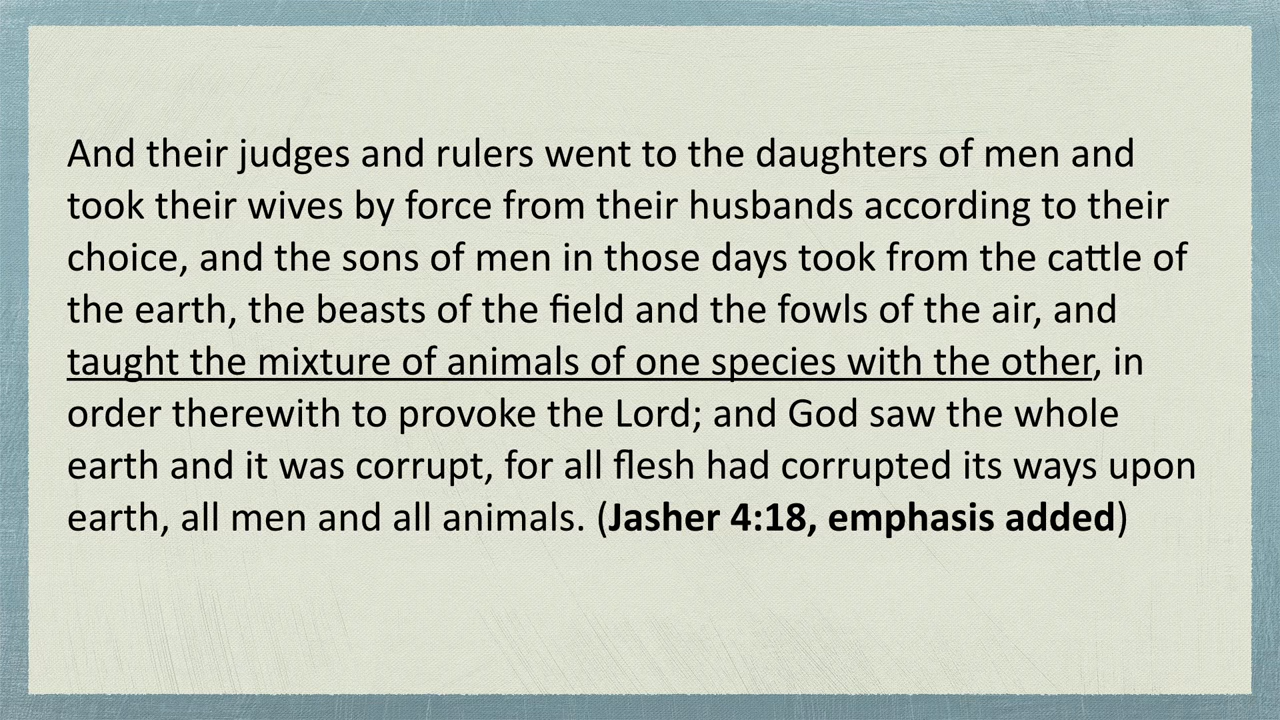 And their judges and rulers went to the daughters of men and
took their wives by force from their husbands according to their
choice, and the sons of men in those days took from the cattle of
the earth, the beasts of the field and the fowls of the air, and
taught the mixture of animals of one species with the other, in
order therewith to provoke the Lord; and God saw the whole
earth and it was corrupt, for all flesh had corrupted its ways upon
earth, all men and all animals. (Jasher 4:18, emphasis added)